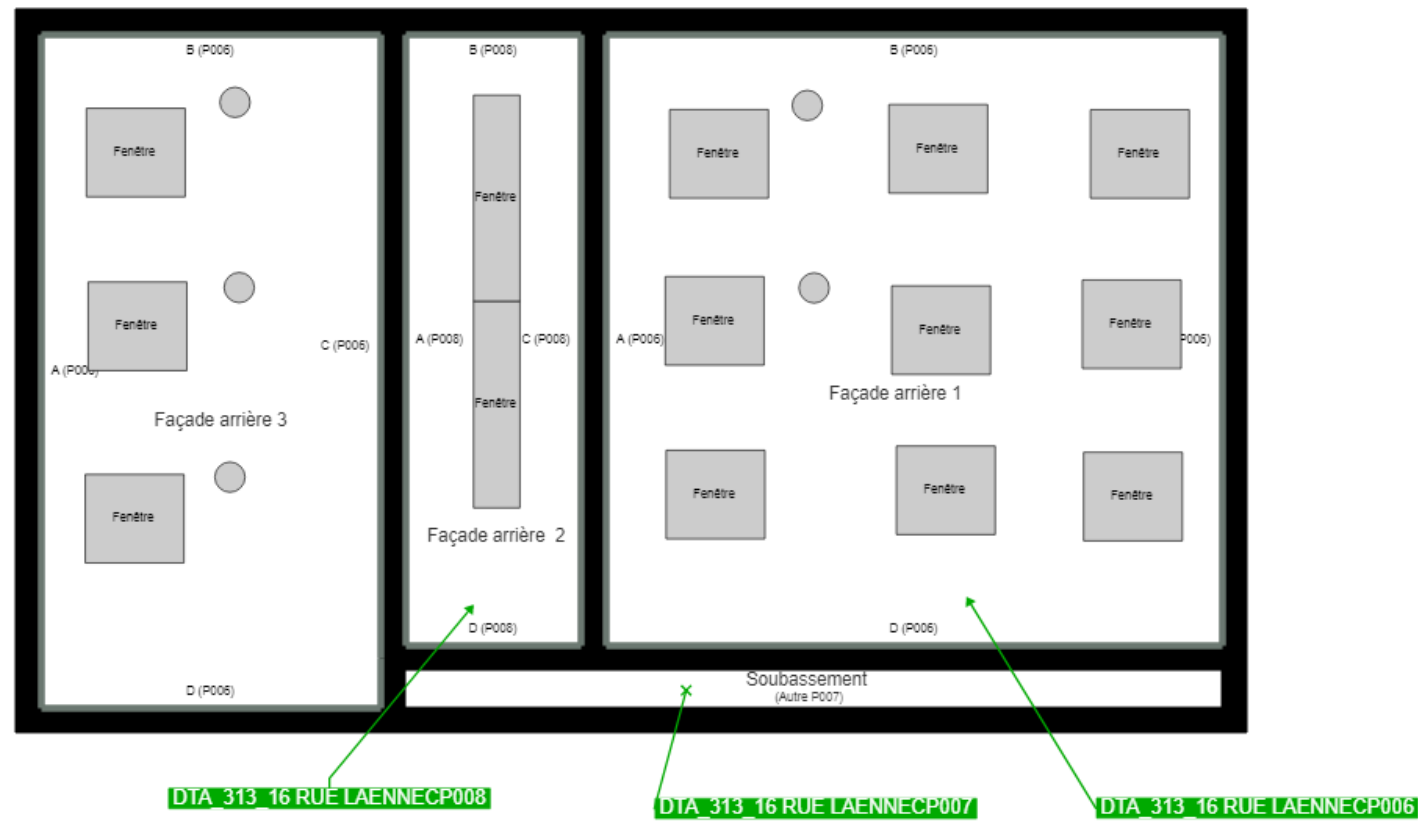 B (P006)
Fenêtre
Fenêtre
A (P006)
C (P006)
Façade arrière 3
Fenêtre
D (P006)
B (P008)
Fenêtre
A (P008)
C (P008)
Fenêtre
Façade arrière 2
D (P008)
B (P006)
Fenêtre
Fenêtre
Fenêtre
A (P006)
Fenêtre
Fenêtre
Fenêtre
P006)
Façade arrière 1
Fenêtre
Fenêtre
Fenêtre
D (P006)
Soubassement
(Autre P007)
DTA_313_16 RUE LAENNECP008
DTA_313_16 RUE LAENNECP007
DTA_313_16 RUE LAENNECP006